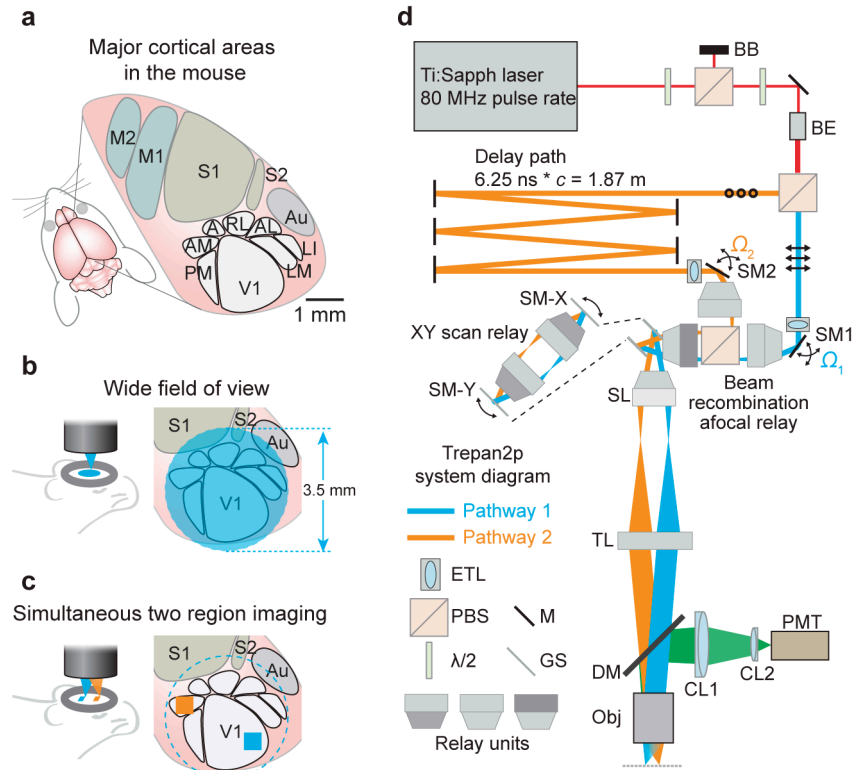 a
Major cortical areas
in the mouse
M2
M1
S1
S2
Au
A
RL
AL
AM
LI
PM
LM
V1
1 mm
b
Wide field of view
S1
S2
Au
V1
3.5 mm
c
Simultaneous two region imaging
S1
S2
Au
V1
d
BB
Ti:Sapph laser
80 MHz pulse rate
BE
Delay path
6.25 ns * c = 1.87 m
Ω2
SM2
SM-X
XY scan relay
SM1
Ω1
SM-Y
SL
Beam
recombination
afocal relay
Trepan2p
system diagram
Pathway 1
Pathway 2
TL
ETL
PBS
M
PMT
λ/2
GS
DM
CL1
CL2
Obj
Relay units